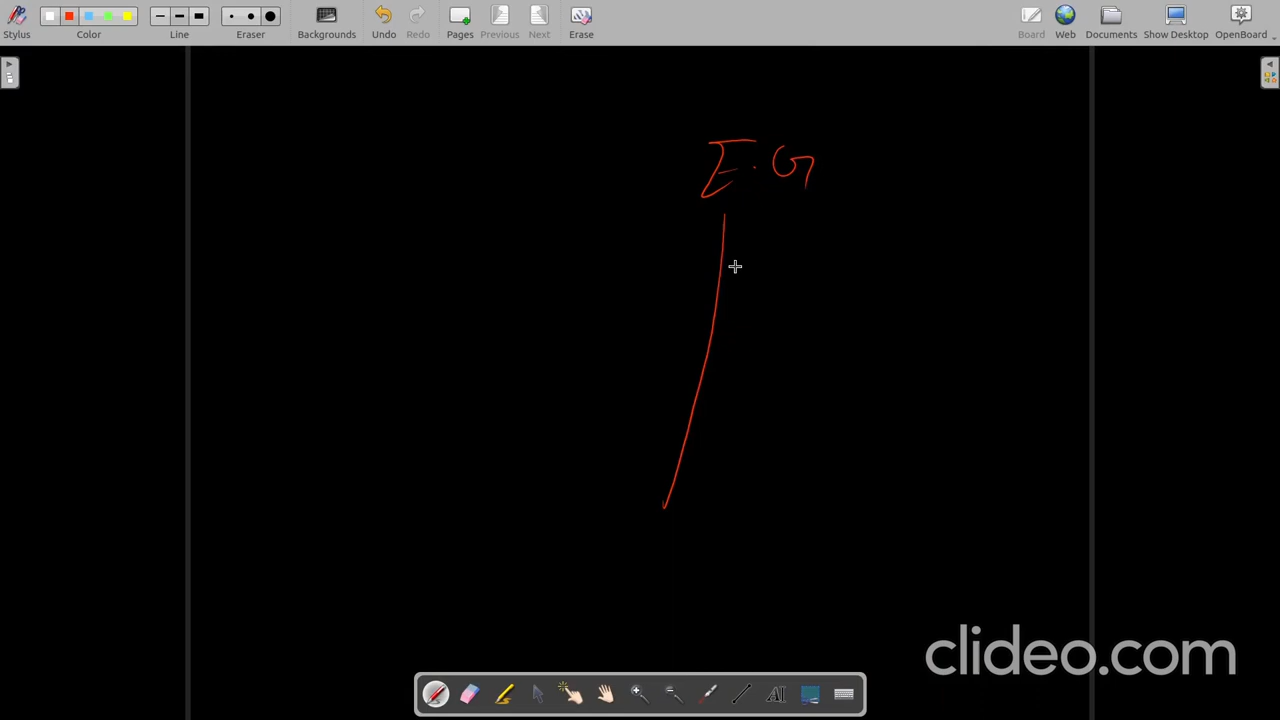 Stylus Color Line Eraser Backgrounds Undo Redo Pages Previous Next Erase Board Web Documents Show Desktop OpenBoard
E.G
clideo.com
AI